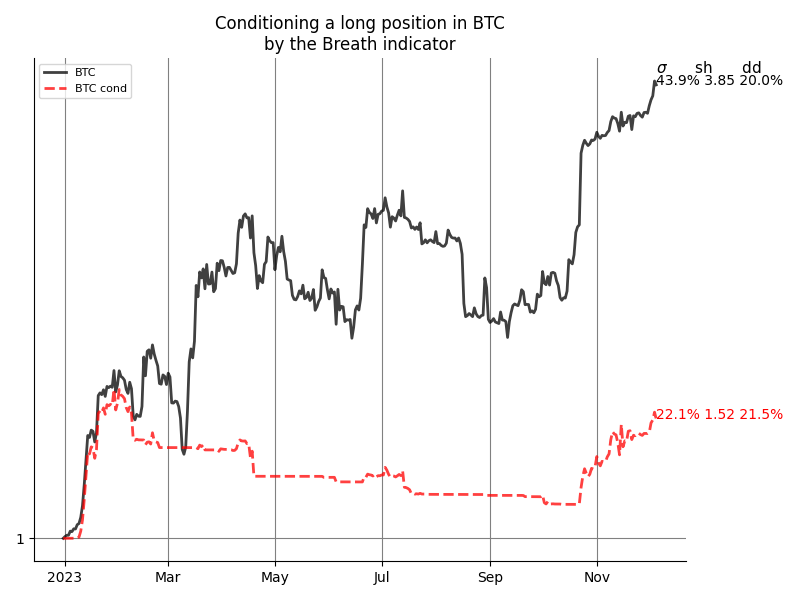 Conditioning a long position in BTC
by the Breath indicator
σ sh dd
BTC
BTC cond
43.9% 3.85 20.0%
22.1% 1.52 21.5%
1
2023 Mar May Jul Sep Nov